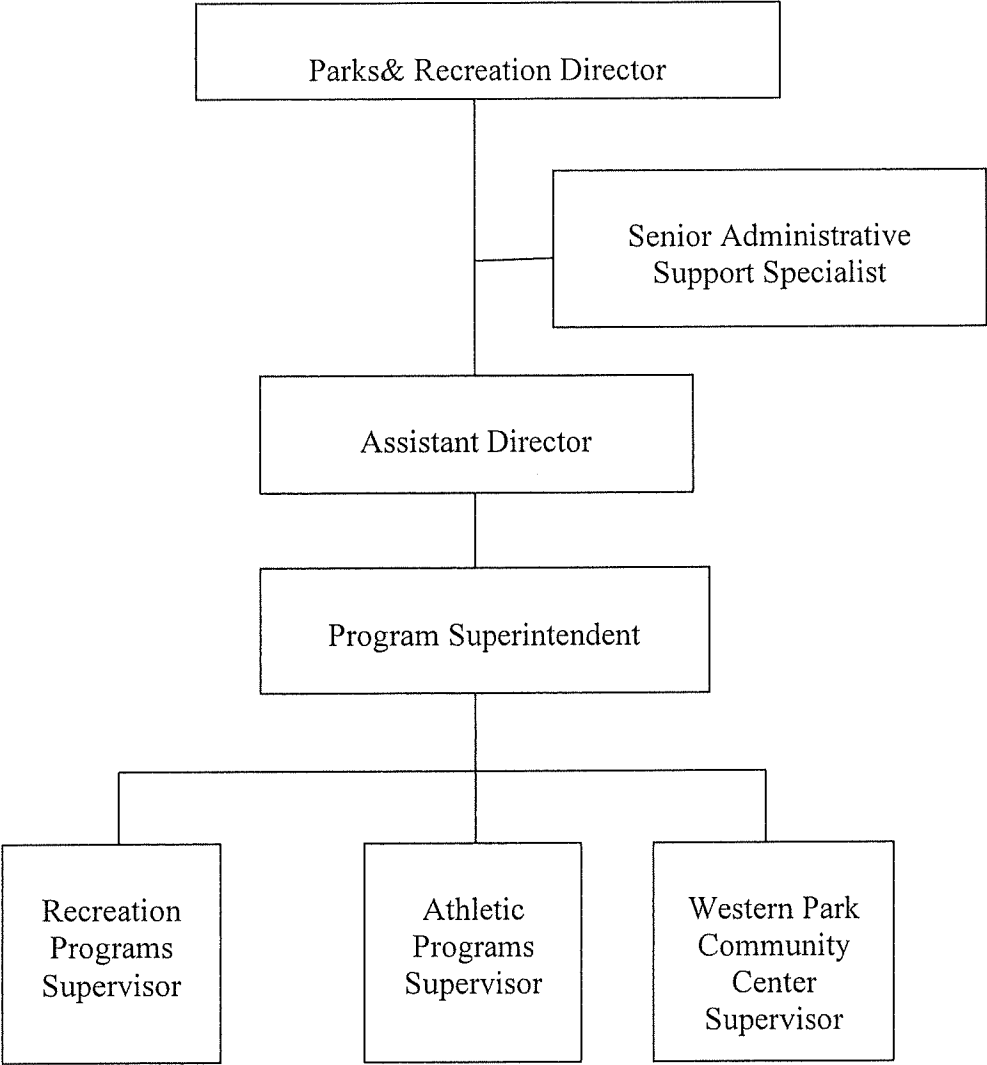 Parks& Recreation Director
Senior Administrative
Support Specialist
Assistant Director
Program Superintendent
Recreation
Programs
Supervisor
Athletic
Programs
Supervisor
Western Park
Community
Center
Supervisor